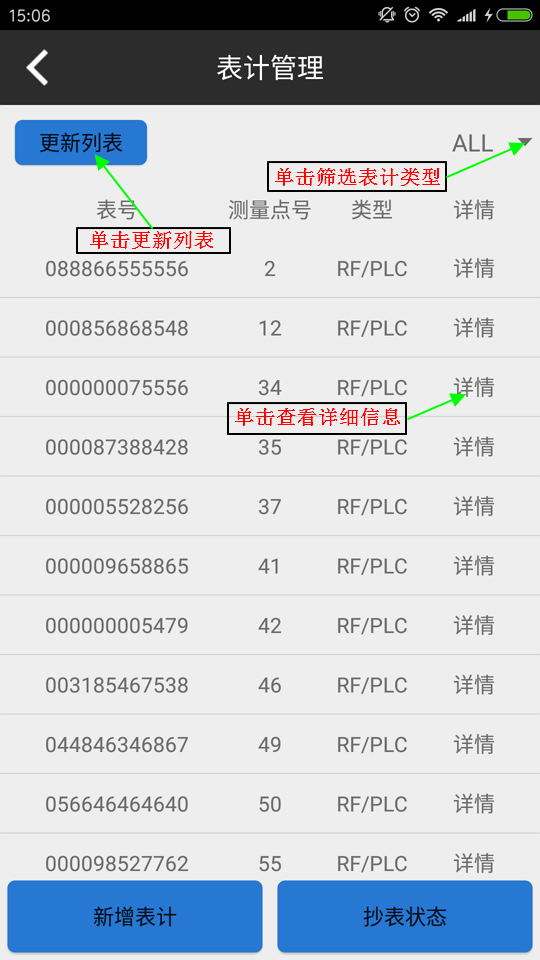 15:06
表计管理
更新列表
ALL
单击筛选表计类型
表号 测量点号 类型 详情
单击更新列表
088866555556 2 RF/PLC 详情
000856868548 12 RF/PLC 详情
000000075556 34 RF/PLC 详情
单击查看详细信息
000087388428 35 RF/PLC 详情
000005528256 37 RF/PLC 详情
000009658865 41 RF/PLC 详情
000000005479 42 RF/PLC 详情
003185467538 46 RF/PLC 详情
044846346867 49 RF/PLC 详情
056646464640 50 RF/PLC 详情
000098527762 55 RF/PLC 详情
新增表计 抄表状态